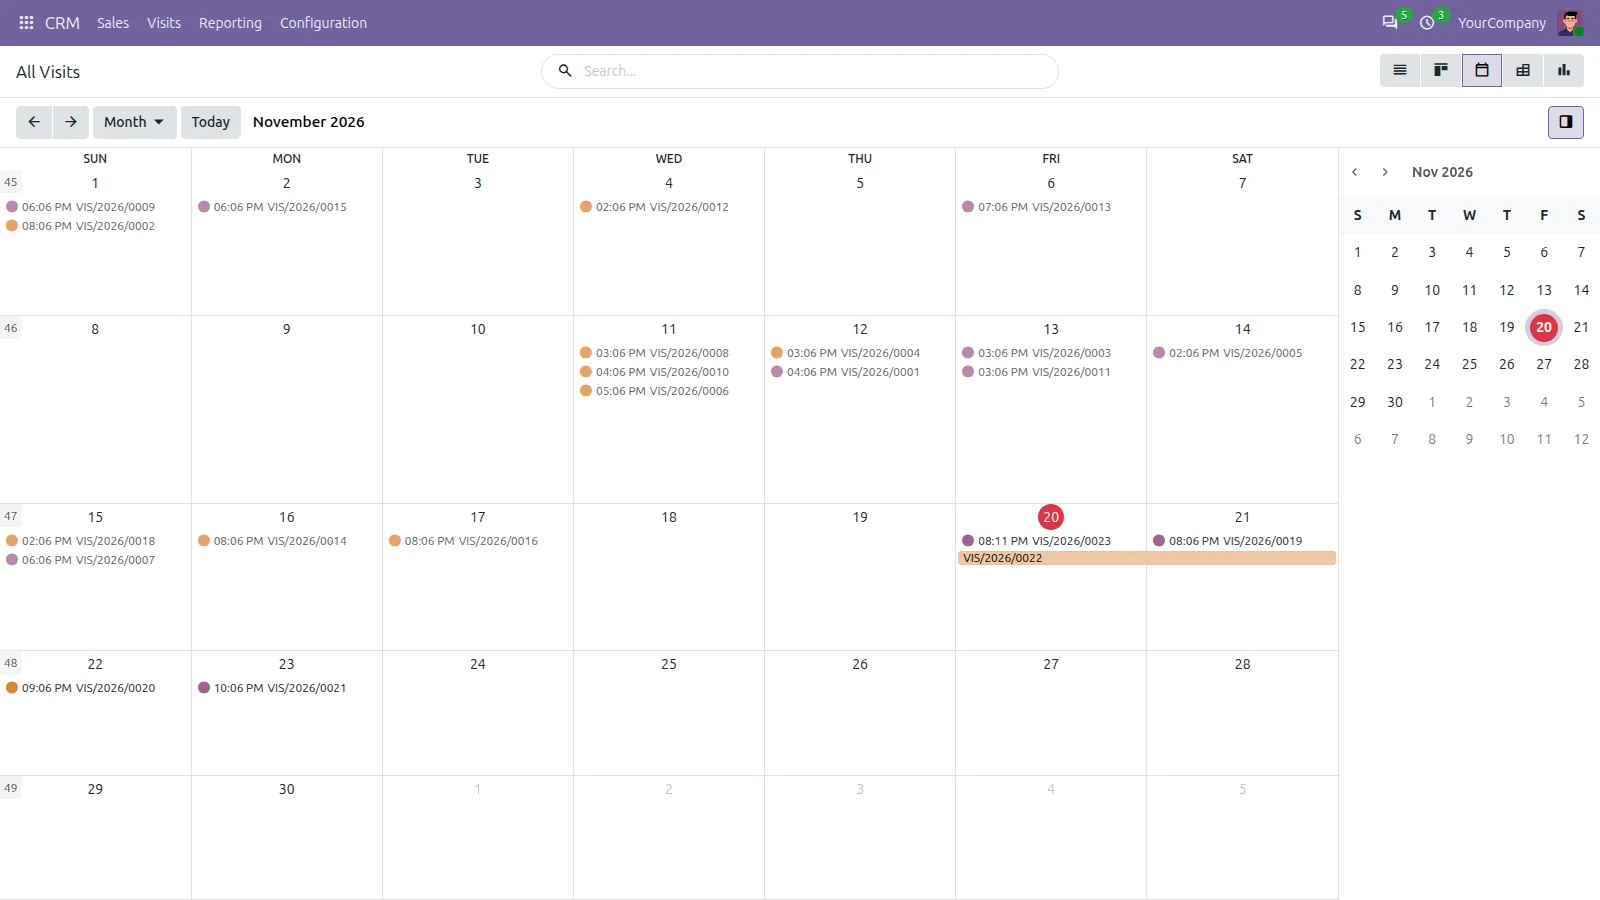 CRM Sales Visits Reporting Configuration 5 3 YourCompany
All Visits Search...
Month Today November 2026
SUN MON TUE WED THU FRI SAT
45 1 2 3 4 5 6 7
06:06 PM VIS/2026/0009 06:06 PM VIS/2026/0015 02:06 PM VIS/2026/0012 07:06 PM VIS/2026/0013
08:06 PM VIS/2026/0002
46 8 9 10 11 12 13 14
03:06 PM VIS/2026/0008 03:06 PM VIS/2026/0004 03:06 PM VIS/2026/0003 02:06 PM VIS/2026/0005
04:06 PM VIS/2026/0010 04:06 PM VIS/2026/0001 03:06 PM VIS/2026/0011
05:06 PM VIS/2026/0006
47 15 16 17 18 19 20 21
02:06 PM VIS/2026/0018 08:06 PM VIS/2026/0014 08:06 PM VIS/2026/0016 08:11 PM VIS/2026/0023 08:06 PM VIS/2026/0019
06:06 PM VIS/2026/0007 VIS/2026/0022
48 22 23 24 25 26 27 28
09:06 PM VIS/2026/0020 10:06 PM VIS/2026/0021
49 29 30 1 2 3 4 5
Nov 2026
S M T W T F S
1 2 3 4 5 6 7
8 9 10 11 12 13 14
15 16 17 18 19 20 21
22 23 24 25 26 27 28
29 30 1 2 3 4 5
6 7 8 9 10 11 12